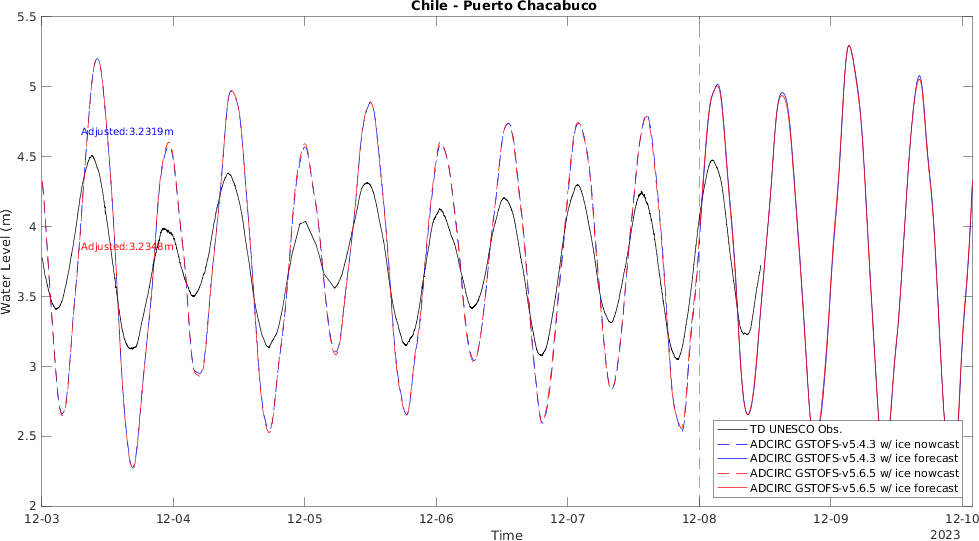 Chile - Puerto Chacabuco
5.5
5
4.5
4
3.5
3
2.5
2
Water Level (m)
Adjusted:3.2319m
Adjusted:3.2348m
TD UNESCO Obs.
ADCIRC GSTOFS-v5.4.3 w/ ice nowcast
ADCIRC GSTOFS-v5.4.3 w/ ice forecast
ADCIRC GSTOFS-v5.6.5 w/ ice nowcast
ADCIRC GSTOFS-v5.6.5 w/ ice forecast
12-03 12-04 12-05 12-06 12-07 12-08 12-09 12-10
Time
2023